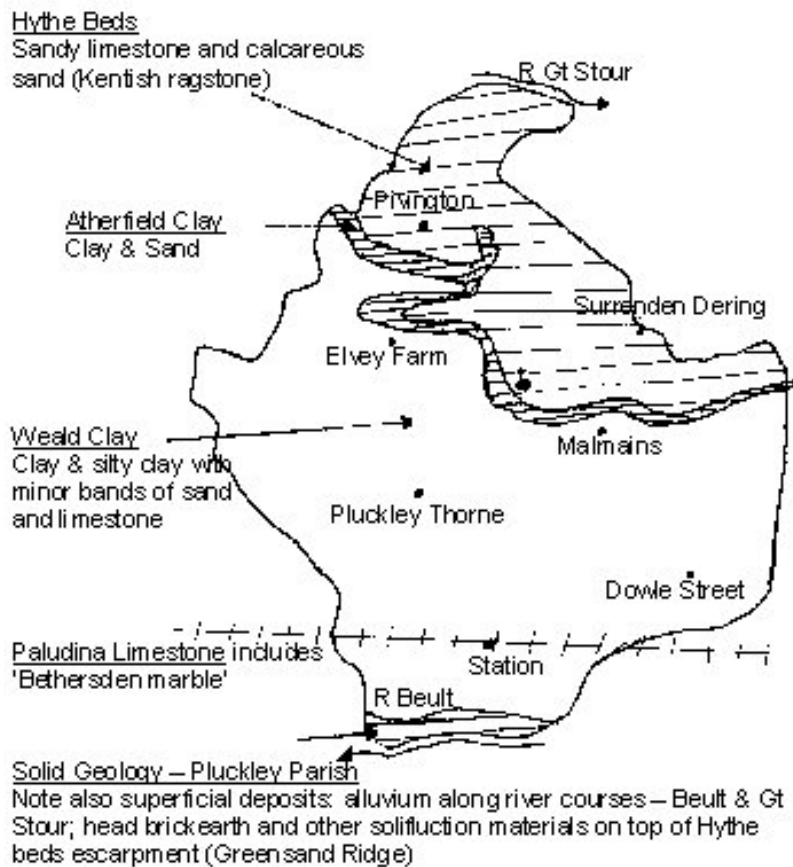 Hythe Beds
Sandy limestone and calcareous
sand (Kentish ragstone)
R Gt Stour
Pivington
Atherfield Clay
Clay & Sand
Surrenden Dering
Elvey Farm
Weald Clay
Clay & silty clay with
minor bands of sand
and limestone
Malmains
Pluckley Thorne
Dowle Street
Paludina Limestone includes
'Bethersden marble'
Station
R Beult
Solid Geology – Pluckley Parish
Note also superficial deposits: alluvium along river courses – Beult & Gt
Stour; head brickearth and other solifluction materials on top of Hythe
beds escarpment (Greensand Ridge)